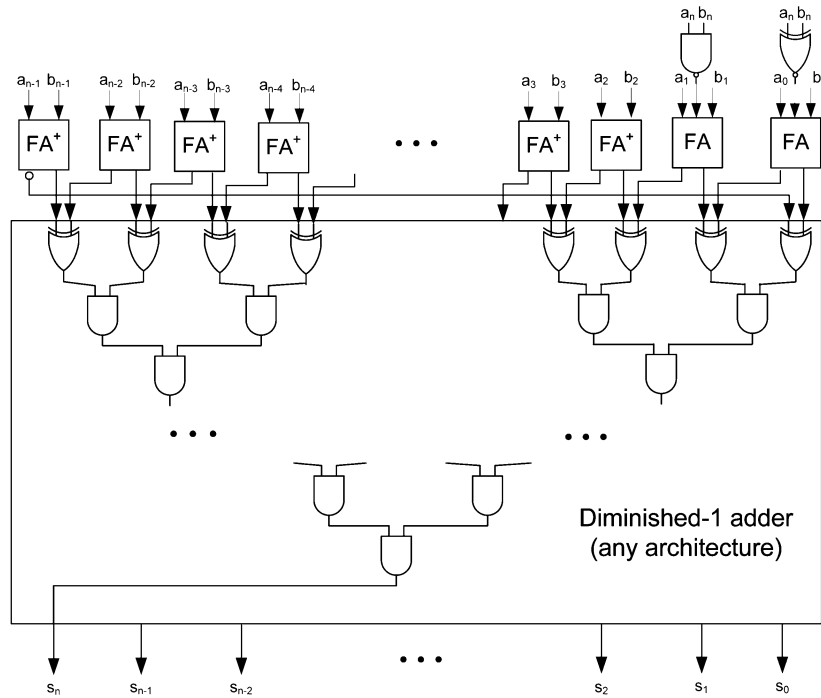 aₙ bₙ aₙ bₙ
aₙ₋₁ bₙ₋₁ aₙ₋₂ bₙ₋₂ aₙ₋₃ bₙ₋₃ aₙ₋₄ bₙ₋₄ a₃ b₃ a₂ b₂ a₁ b₁ a₀ b
FA⁺ FA⁺ FA⁺ FA⁺ • • • FA⁺ FA⁺ FA FA
• • • • • •
Diminished-1 adder
(any architecture)
• • •
sₙ sₙ₋₁ sₙ₋₂ s₂ s₁ s₀